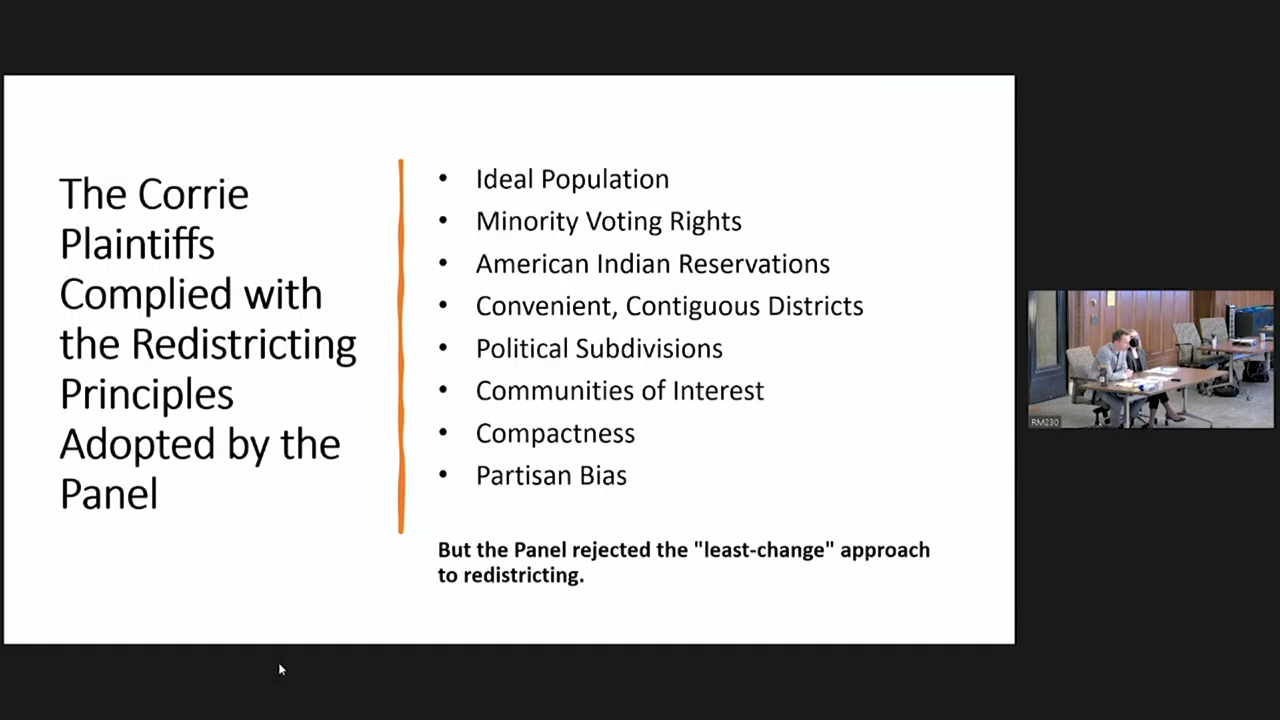 The Corrie
Plaintiffs
Complied with
the Redistricting
Principles
Adopted by the
Panel
• Ideal Population
• Minority Voting Rights
• American Indian Reservations
• Convenient, Contiguous Districts
• Political Subdivisions
• Communities of Interest
• Compactness
• Partisan Bias
But the Panel rejected the "least-change" approach
to redistricting.
RM230